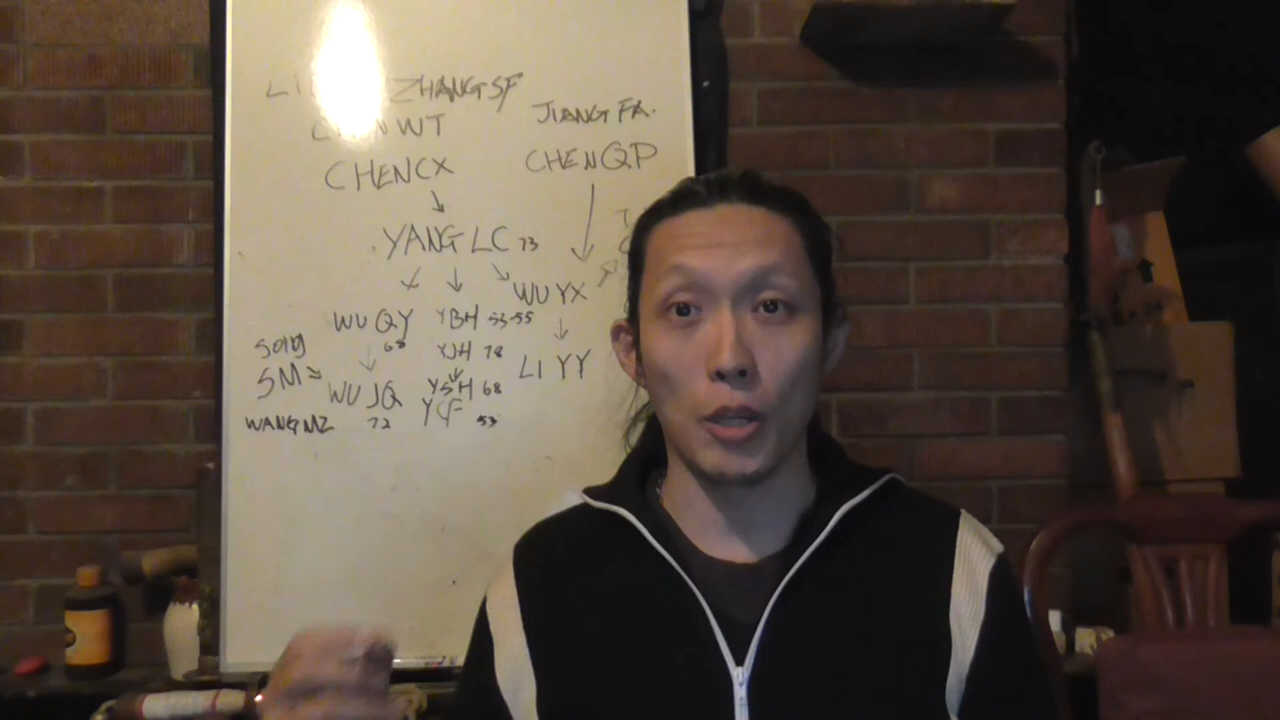 ZHANG SF
WT
JIANG FA.
CHEN CX
CHEN QP
YANG LC 73
WU YX
WU QY 68
YBH 53-55
YJH 78
LI YY
SONG
SM
WU JQ 72
YSH 68
YCF 53
WANG MZ